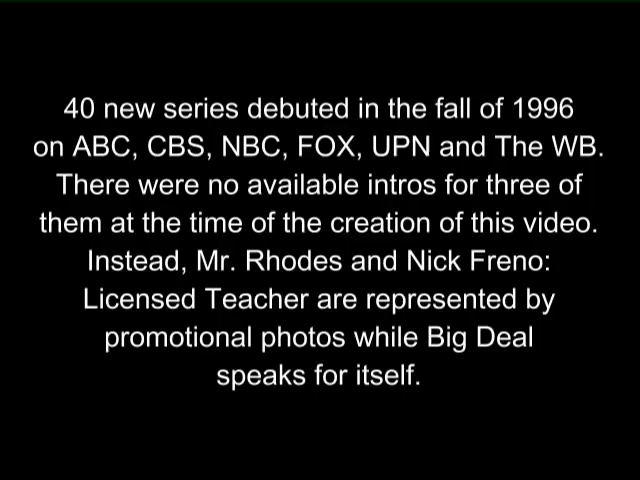 40 new series debuted in the fall of 1996
on ABC, CBS, NBC, FOX, UPN and The WB.
There were no available intros for three of
them at the time of the creation of this video.
Instead, Mr. Rhodes and Nick Freno:
Licensed Teacher are represented by
promotional photos while Big Deal
speaks for itself.